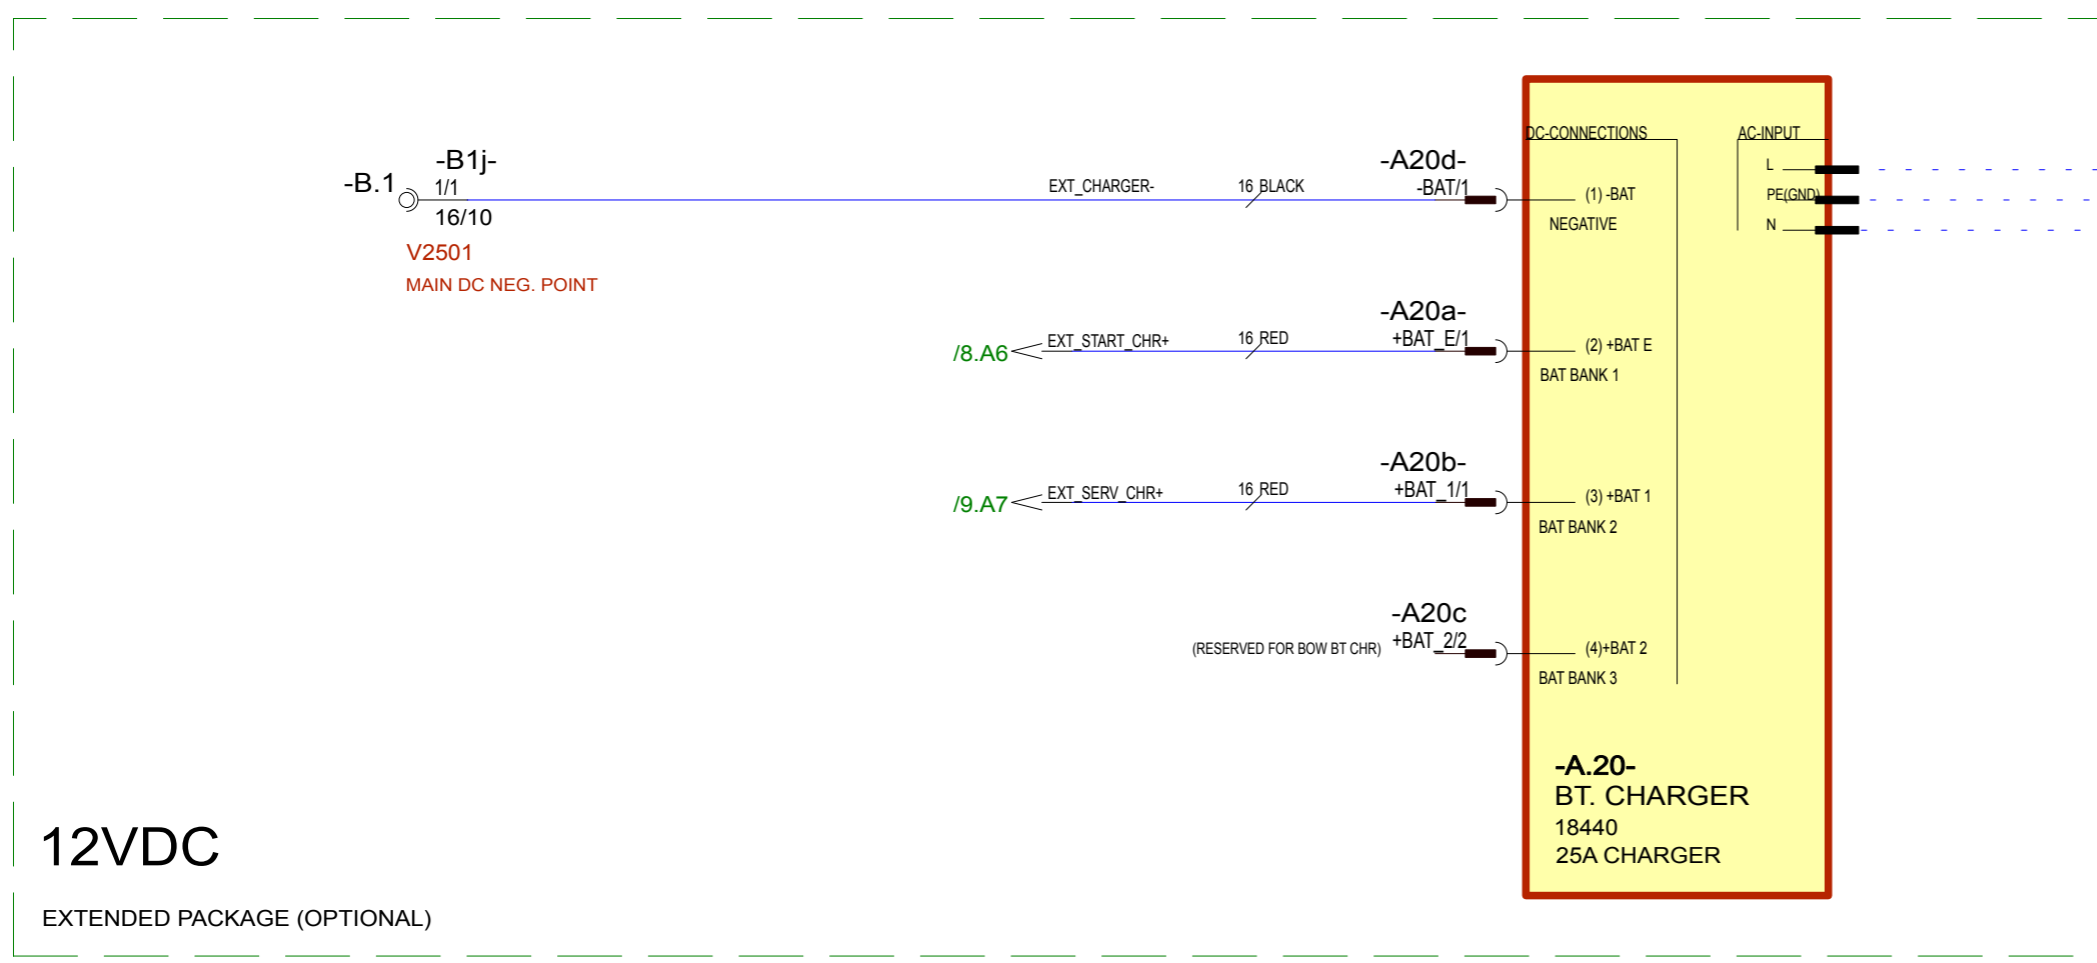 DC-CONNECTIONS
AC-INPUT
-B1j-
-A20d-
L
-B.1
1/1
EXT_CHARGER-
16 BLACK
-BAT/1
(1) -BAT
PE(GND)
16/10
NEGATIVE
N
V2501
MAIN DC NEG. POINT
-A20a-
/8.A6
EXT_START_CHR+
16 RED
+BAT_E/1
(2) +BAT E
BAT BANK 1
-A20b-
/9.A7
EXT_SERV_CHR+
16 RED
+BAT_1/1
(3) +BAT 1
BAT BANK 2
-A20c
(RESERVED FOR BOW BT CHR)
+BAT_2/2
(4)+BAT 2
BAT BANK 3
-A.20-
BT. CHARGER
18440
25A CHARGER
12VDC
EXTENDED PACKAGE (OPTIONAL)